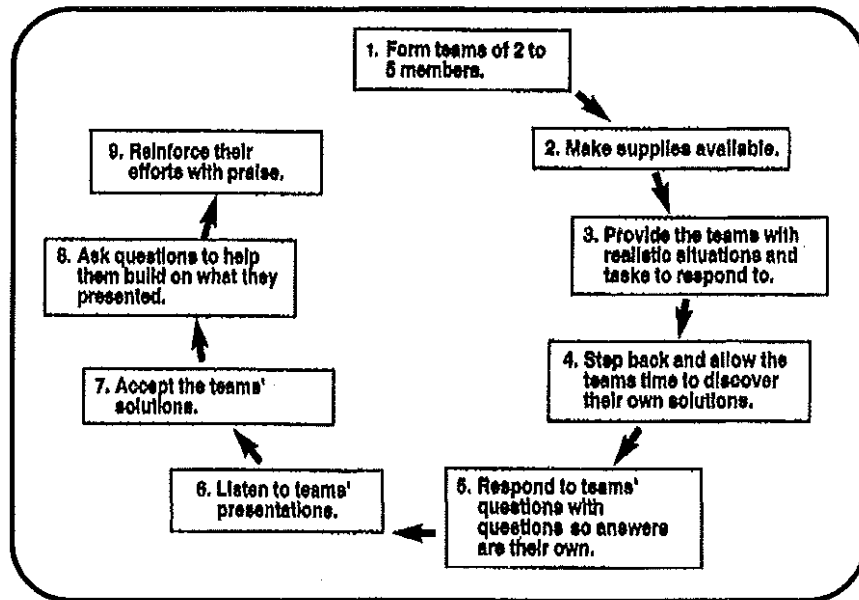 1. Form teams of 2 to
5 members.
2. Make supplies available.
3. Provide the teams with
realistic situations and
tasks to respond to.
4. Step back and allow the
teams time to discover
their own solutions.
5. Respond to teams'
questions with
questions so answers
are their own.
6. Listen to teams'
presentations.
7. Accept the teams'
solutions.
8. Ask questions to help
them build on what they
presented.
9. Reinforce their
efforts with praise.